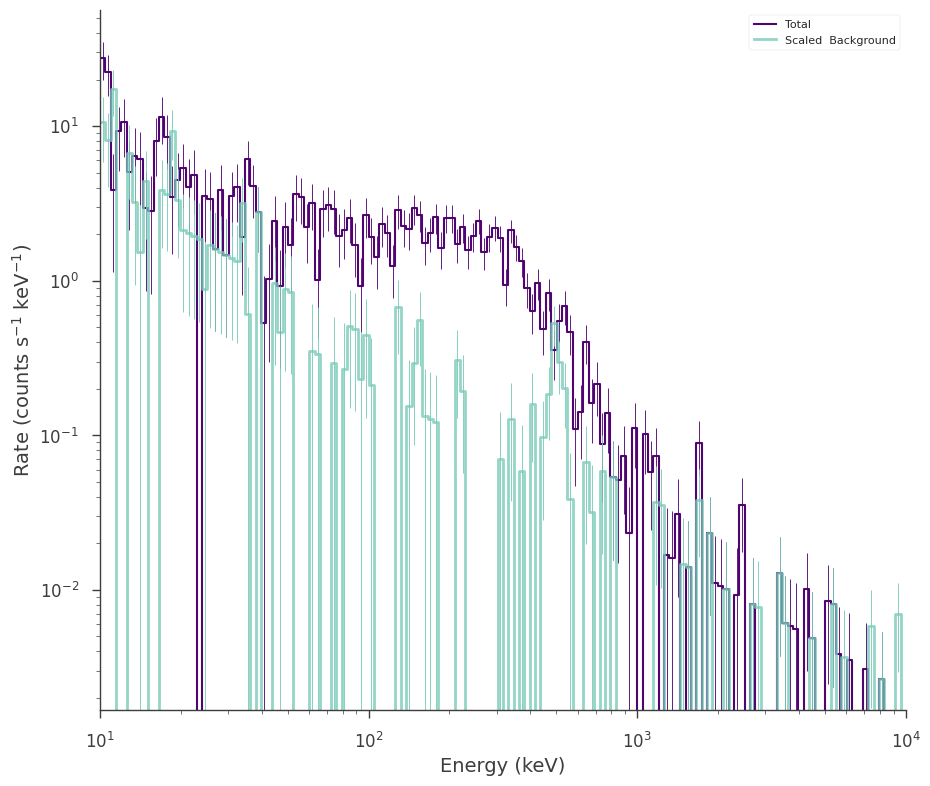 Total
Scaled  Background
10¹
10⁰
10⁻¹
10⁻²
Rate (counts s⁻¹ keV⁻¹)
10¹ 10² 10³ 10⁴
Energy (keV)